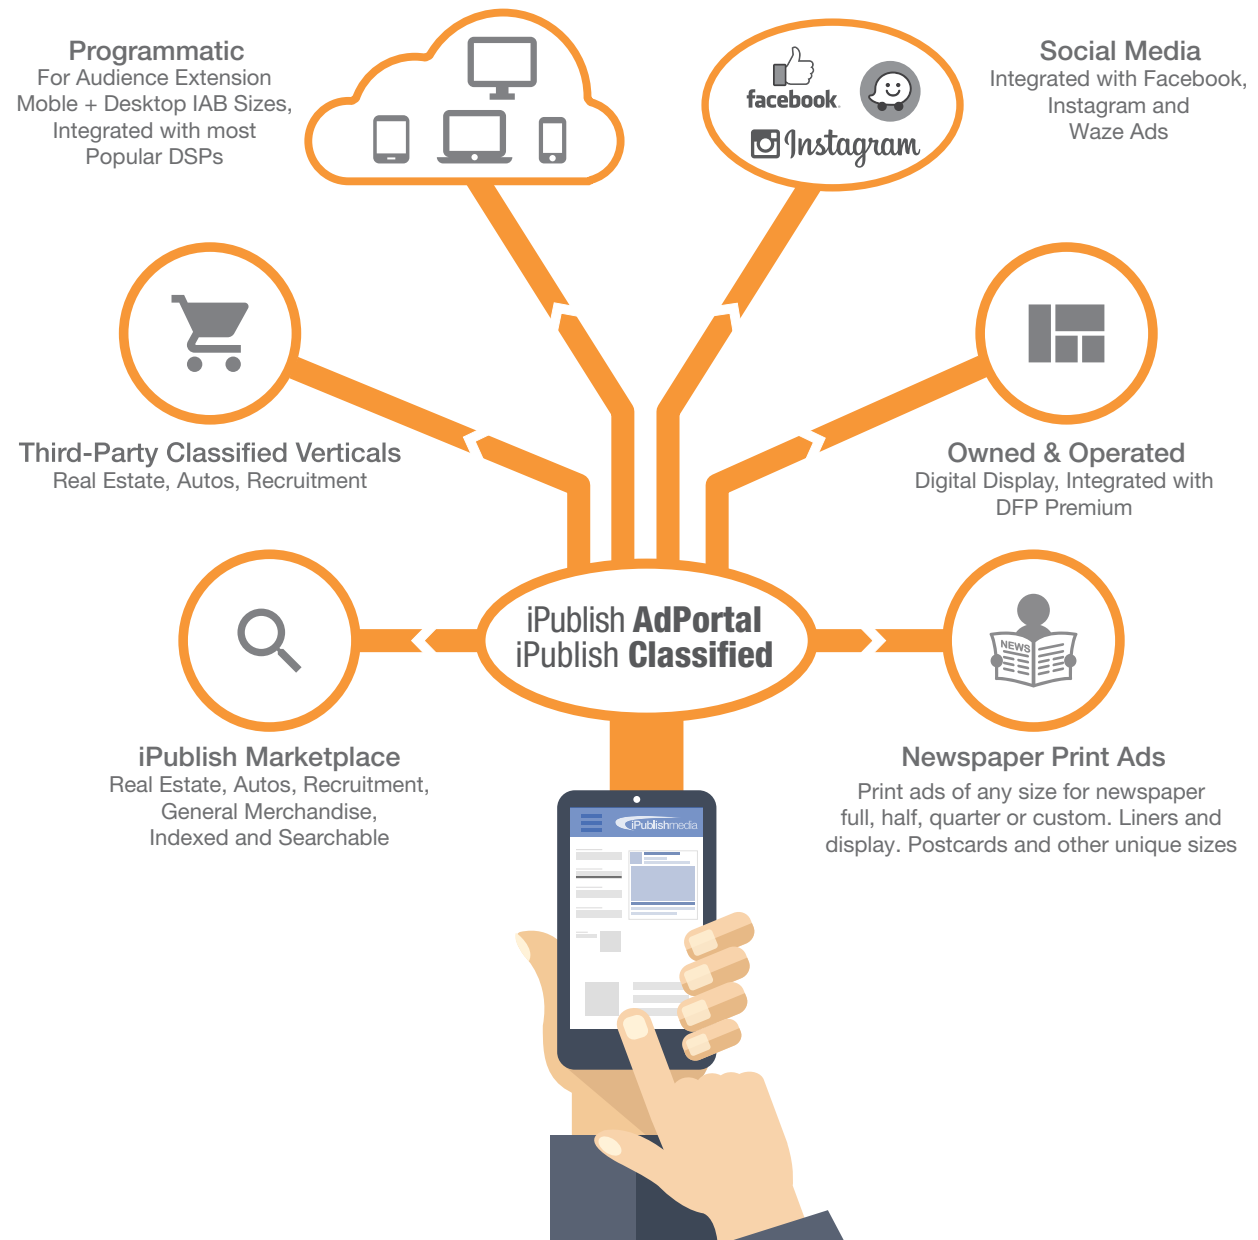 Programmatic
For Audience Extension
Moble + Desktop IAB Sizes,
Integrated with most
Popular DSPs
facebook
Instagram
Social Media
Integrated with Facebook,
Instagram and
Waze Ads
Third-Party Classified Verticals
Real Estate, Autos, Recruitment
Owned & Operated
Digital Display, Integrated with
DFP Premium
iPublish AdPortal
iPublish Classified
NEWS
iPublish Marketplace
Real Estate, Autos, Recruitment,
General Merchandise,
Indexed and Searchable
Newspaper Print Ads
Print ads of any size for newspaper
full, half, quarter or custom. Liners and
display. Postcards and other unique sizes
iPublishmedia